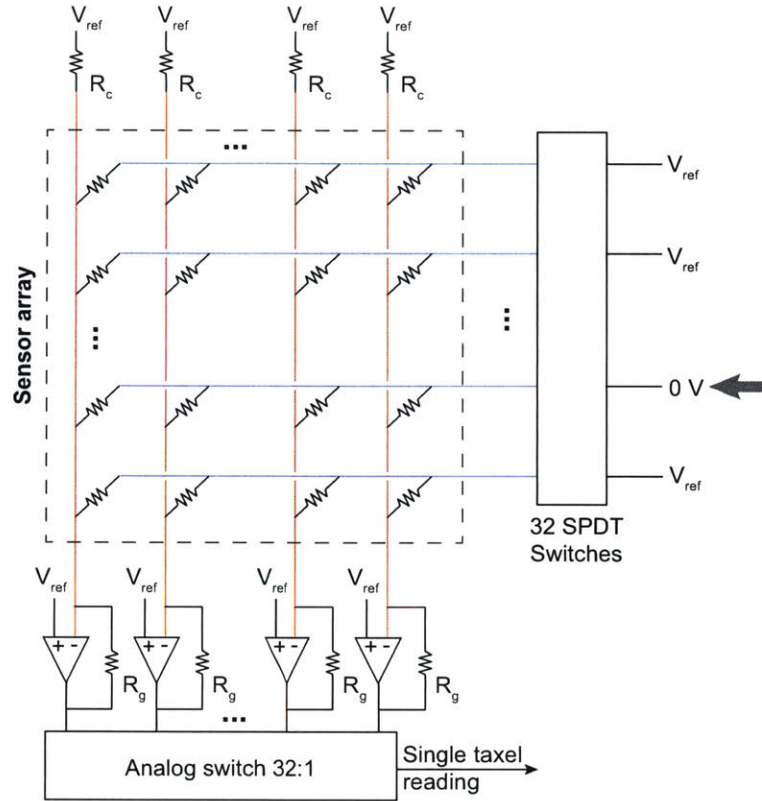 V_ref V_ref V_ref V_ref
R_c R_c R_c R_c
...
V_ref
V_ref
Sensor array
...
...
0 V
V_ref
32 SPDT
Switches
V_ref V_ref V_ref V_ref
+ - + - + - + -
R_g R_g R_g R_g
...
Analog switch 32:1
Single taxel
reading